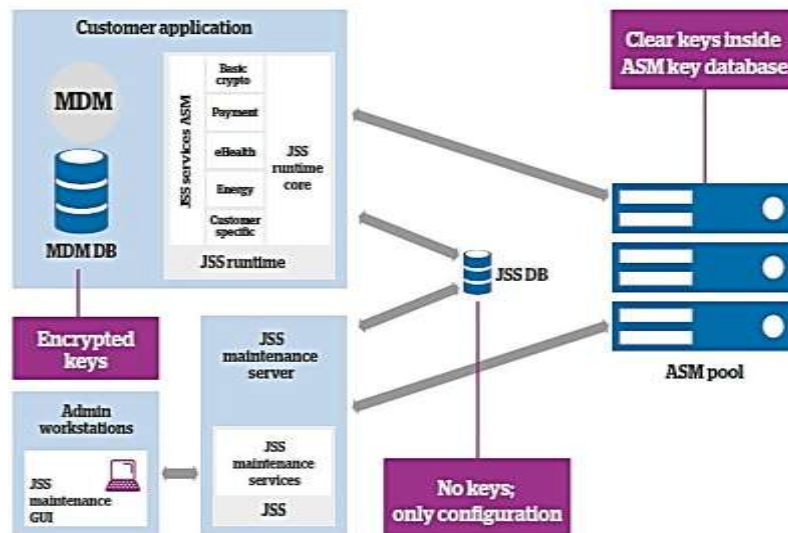 Customer application
MDM
MDM DB
JSS services ASM
Basic
crypto
Payment
eHealth
Energy
Customer
specific
JSS
runtime
core
JSS runtime
Clear keys inside
ASM key database
JSS DB
ASM pool
Encrypted
keys
JSS
maintenance
server
JSS
maintenance
services
JSS
Admin
workstations
JSS
maintenance
GUI
No keys;
only configuration